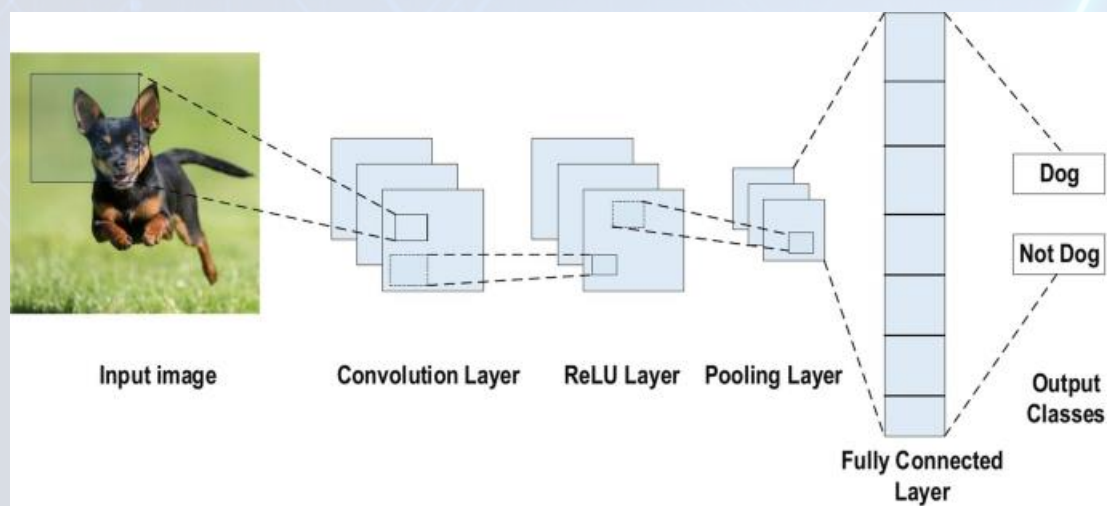 Dog
Not Dog
Input image
Convolution Layer
ReLU Layer
Pooling Layer
Output
Classes
Fully Connected
Layer